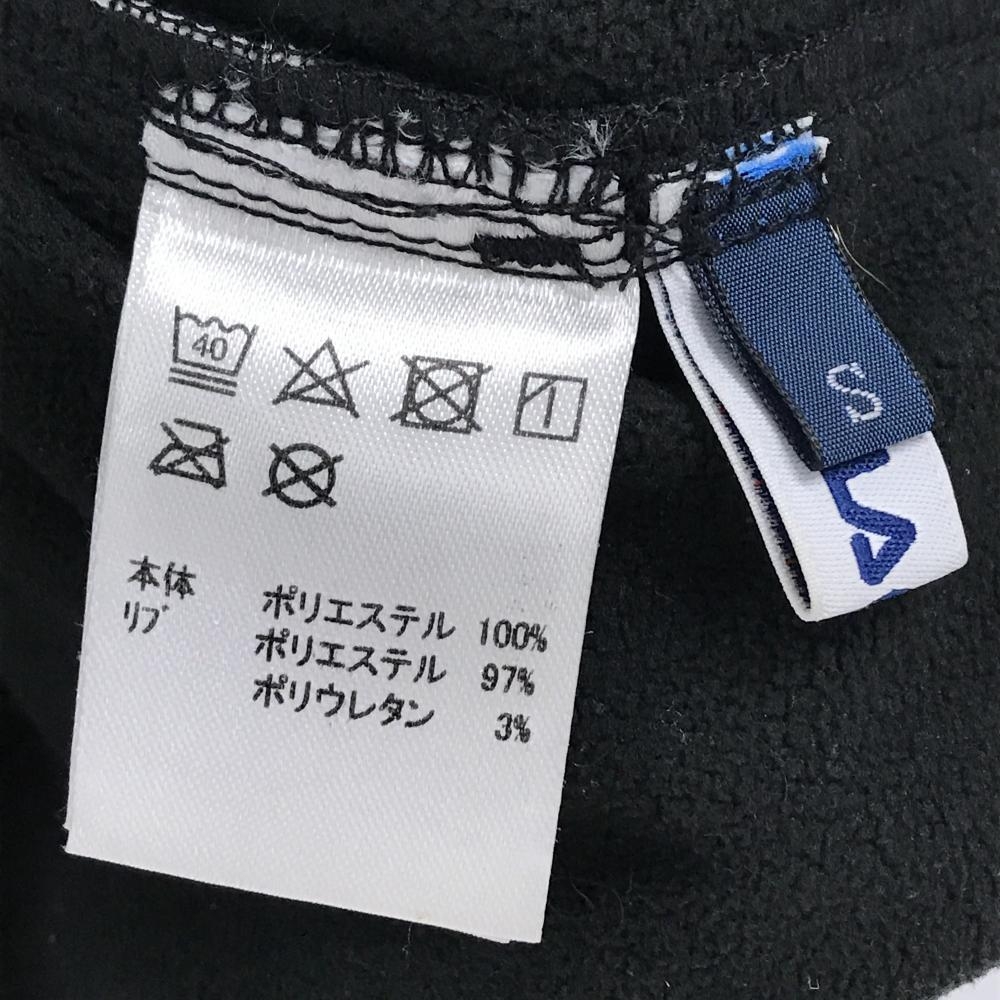 40
本体 ポリエステル 100%
リブ ポリエステル 97%
ポリウレタン 3%
S
LA